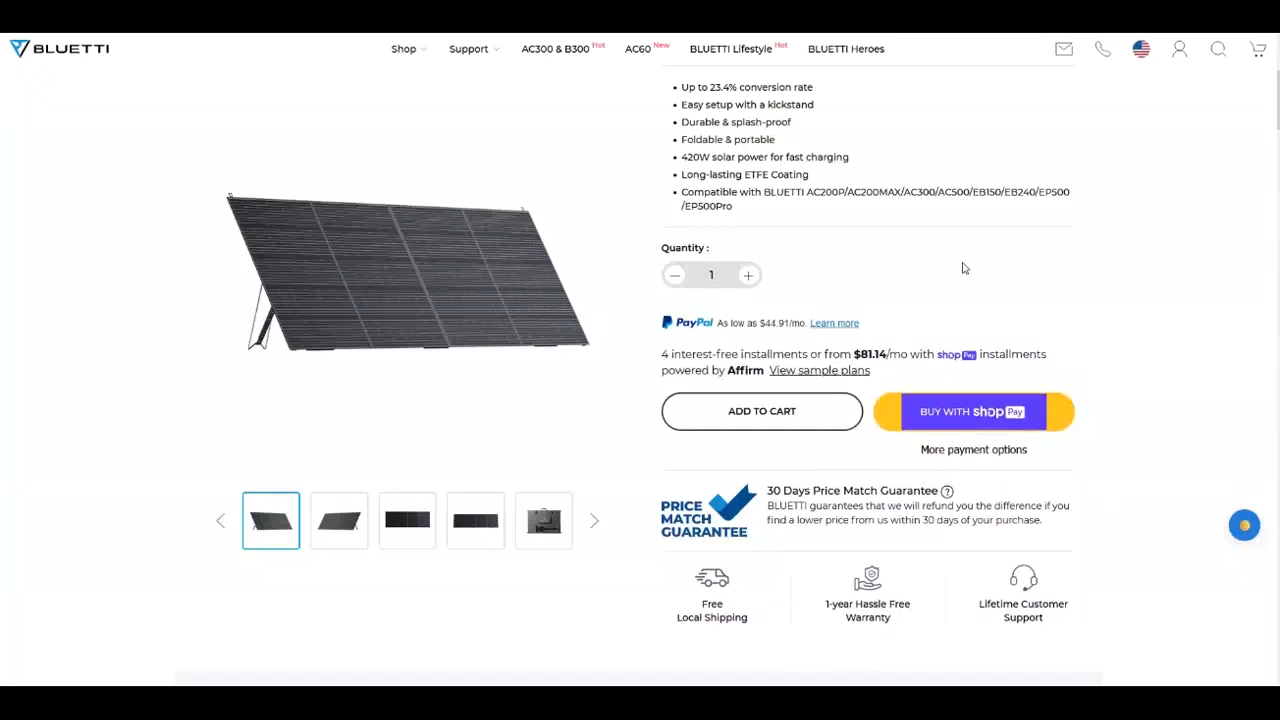 BLUETTI
Shop
Support
AC300 & B300 Hot
AC60 New
BLUETTI Lifestyle Hot
BLUETTI Heroes
• Up to 23.4% conversion rate
• Easy setup with a kickstand
• Durable & splash-proof
• Foldable & portable
• 420W solar power for fast charging
• Long-lasting ETFE Coating
• Compatible with BLUETTI AC200P/AC200MAX/AC300/AC500/EB150/EB240/EP500
/EP500Pro
Quantity :
1
PayPal As low as $44.91/mo. Learn more
4 interest-free installments or from $81.14/mo with shop Pay installments
powered by Affirm View sample plans
ADD TO CART
BUY WITH shop Pay
More payment options
PRICE
MATCH
GUARANTEE
30 Days Price Match Guarantee ?
BLUETTI guarantees that we will refund you the difference if you
find a lower price from us within 30 days of your purchase.
Free
Local Shipping
1-year Hassle Free
Warranty
Lifetime Customer
Support